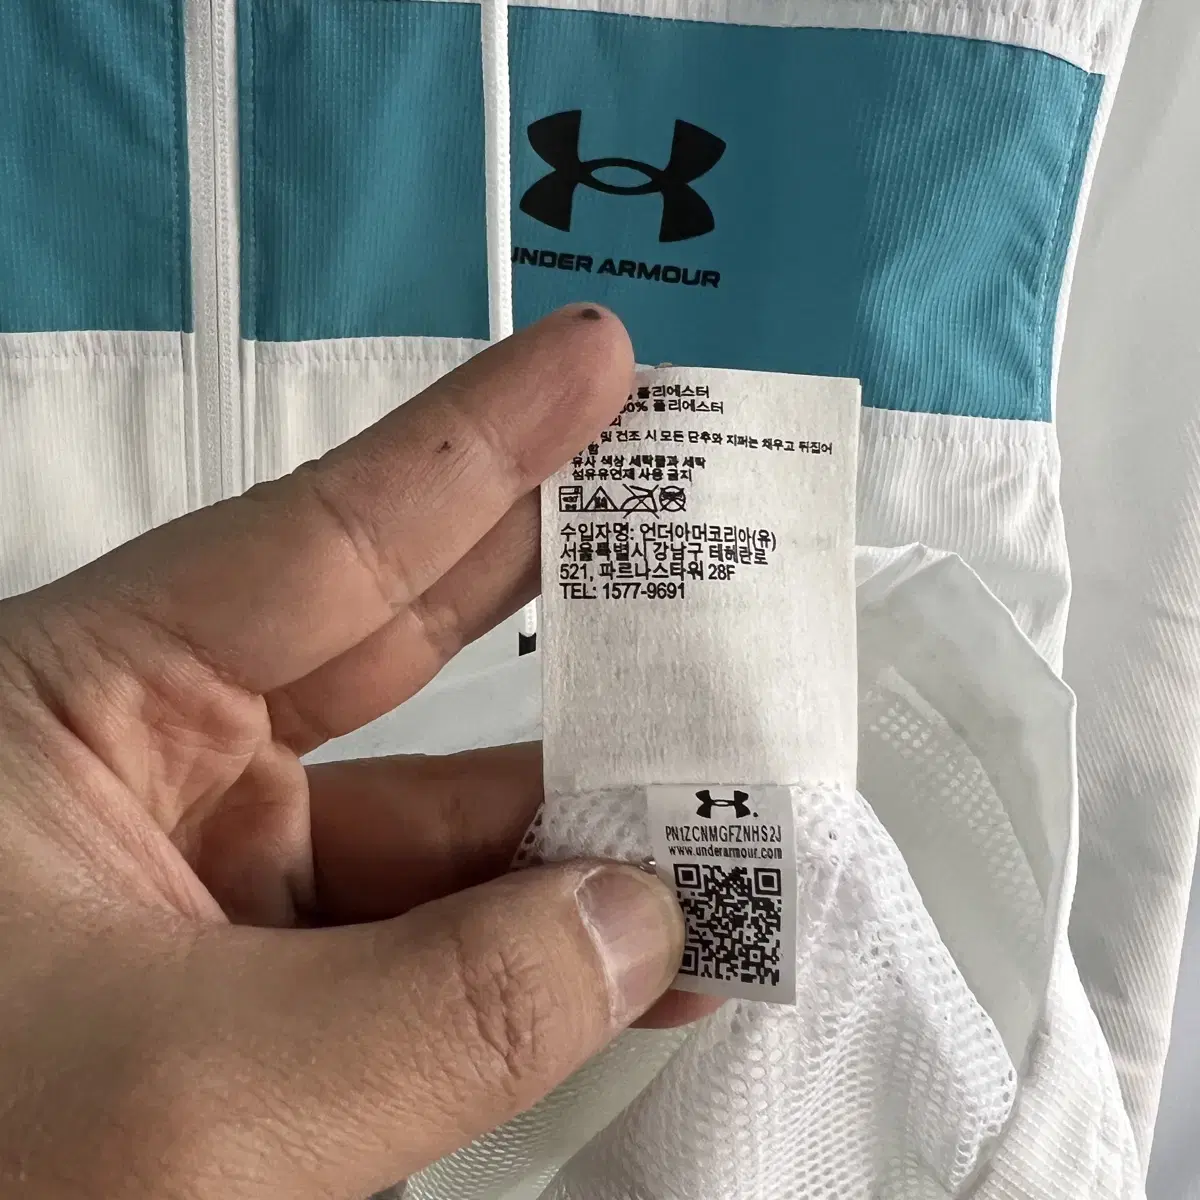 UNDER ARMOUR
폴리에스터
00% 폴리에스터
및 건조 시 모든 단추와 지퍼는 채우고 뒤집어
함
유사 색상 세탁물과 세탁
섬유유연제 사용 금지
수입자명: 언더아머코리아(유)
서울특별시 강남구 테헤란로
521, 파르나스타워 28F
TEL: 1577-9691
PN1ZCNMGFZNHS2J
www.underarmour.com